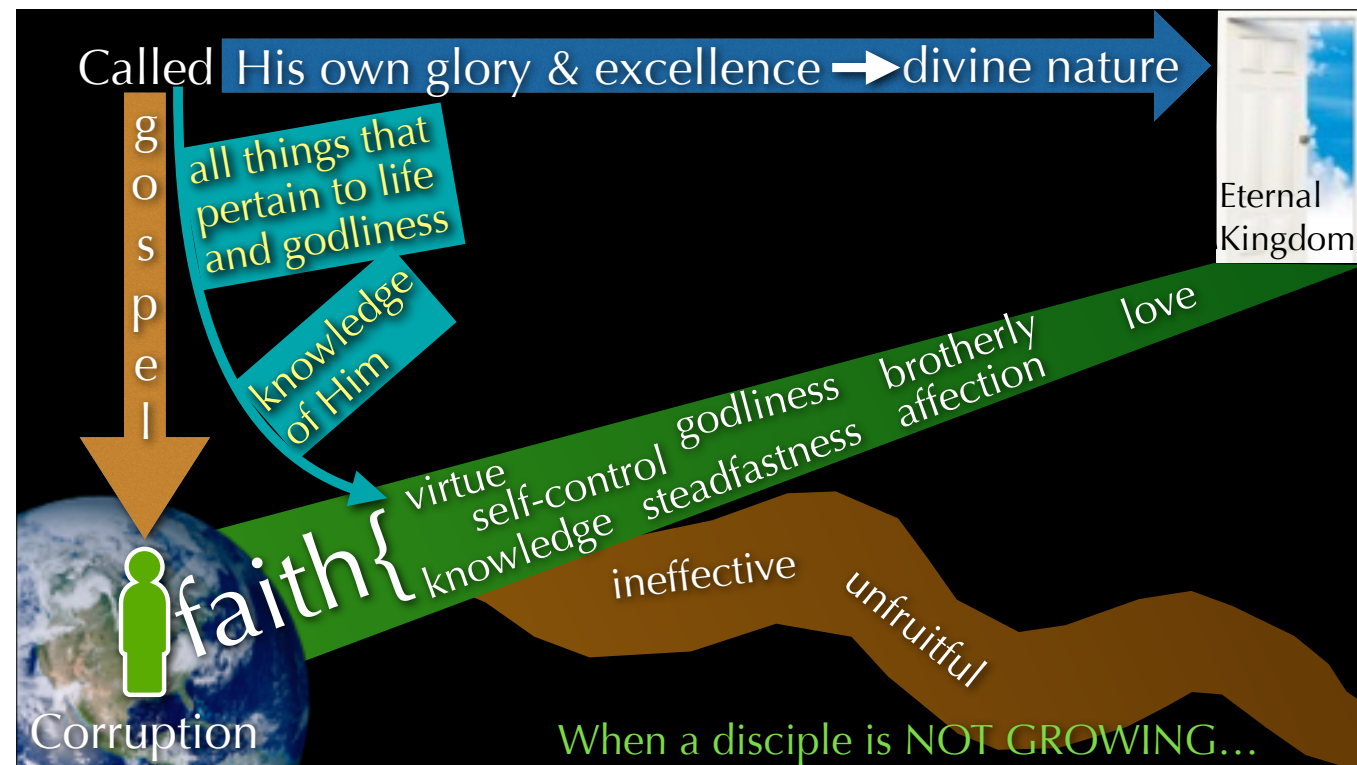 Called His own glory & excellence divine nature
gospel
all things that
pertain to life
and godliness
knowledge
of Him
Eternal
Kingdom
faith{
virtue
self-control
knowledge
godliness
steadfastness
brotherly
affection
love
ineffective
unfruitful
Corruption
When a disciple is NOT GROWING…